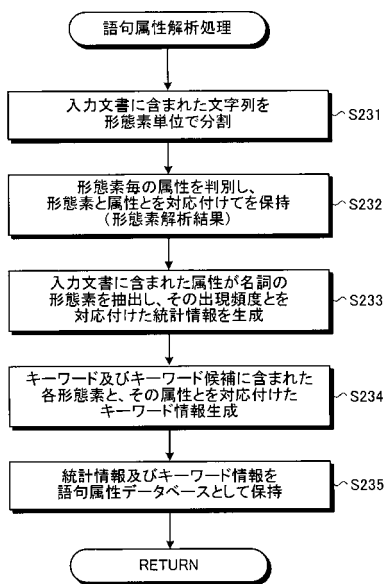 語句属性解析処理
入力文書に含まれた文字列を
形態素単位で分割
S231
形態素毎の属性を判別し、
形態素と属性とを対応付けてを保持
(形態素解析結果)
S232
入力文書に含まれた属性が名詞の
形態素を抽出し、その出現頻度とを
対応付けた統計情報を生成
S233
キーワード及びキーワード候補に含まれた
各形態素と、その属性とを対応付けた
キーワード情報生成
S234
統計情報及びキーワード情報を
語句属性データベースとして保持
S235
RETURN